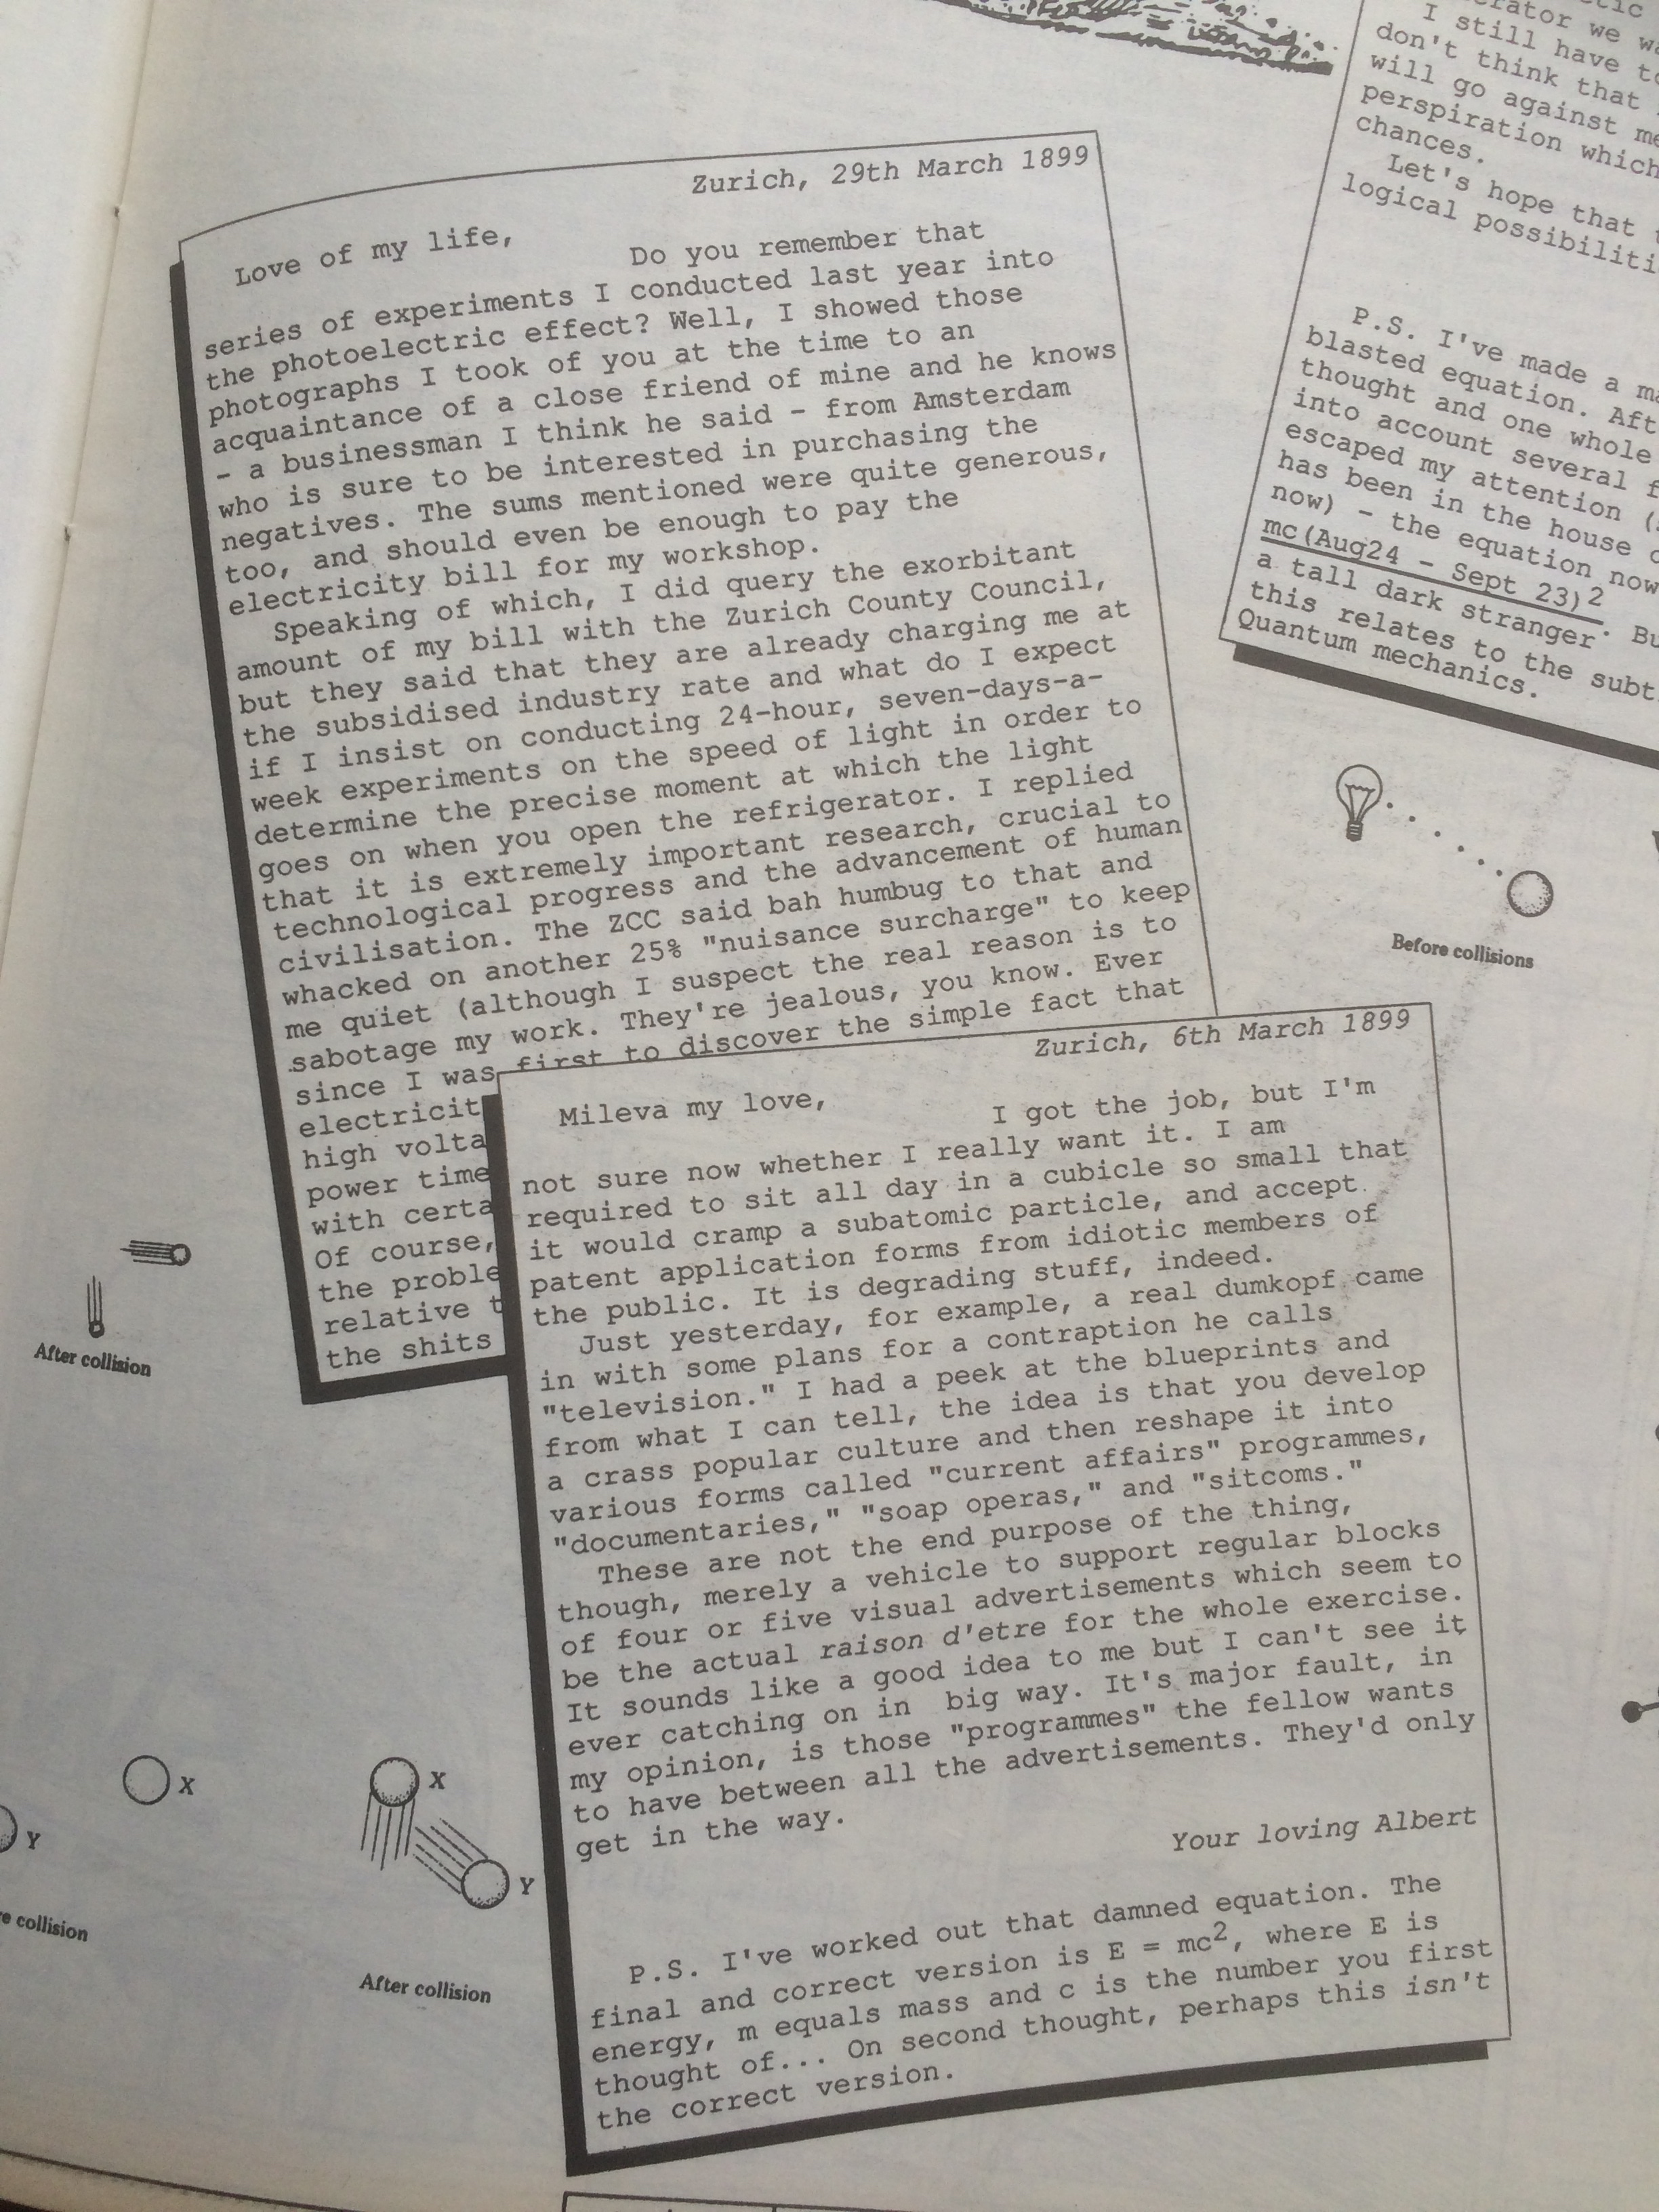 Zurich, 29th March 1899
Love of my life,
Do you remember that
series of experiments I conducted last year into
the photoelectric effect? Well, I showed those
photographs I took of you at the time to an
acquaintance of a close friend of mine and he knows
- a businessman I think he said - from Amsterdam
who is sure to be interested in purchasing the
negatives. The sums mentioned were quite generous,
too, and should even be enough to pay the
electricity bill for my workshop.
Speaking of which, I did query the exorbitant
amount of my bill with the Zurich County Council,
but they said that they are already charging me at
the subsidised industry rate and what do I expect
if I insist on conducting 24-hour, seven-days-a-
week experiments on the speed of light in order to
determine the precise moment at which the light
goes on when you open the refrigerator. I replied
that it is extremely important research, crucial to
technological progress and the advancement of human
civilisation. The ZCC said bah humbug to that and
whacked on another 25% "nuisance surcharge" to keep
me quiet (although I suspect the real reason is to
sabotage my work. They're jealous, you know. Ever
since I was first to discover the simple fact that
electricit
high volta
power time
with certa
Of course,
the proble
relative t
the shits
Zurich, 6th March 1899
Mileva my love,
I got the job, but I'm
not sure now whether I really want it. I am
required to sit all day in a cubicle so small that
it would cramp a subatomic particle, and accept
patent application forms from idiotic members of
the public. It is degrading stuff, indeed.
Just yesterday, for example, a real dumkopf came
in with some plans for a contraption he calls
"television." I had a peek at the blueprints and
from what I can tell, the idea is that you develop
a crass popular culture and then reshape it into
various forms called "current affairs" programmes,
"documentaries," "soap operas," and "sitcoms."
These are not the end purpose of the thing,
though, merely a vehicle to support regular blocks
of four or five visual advertisements which seem to
be the actual raison d'etre for the whole exercise.
It sounds like a good idea to me but I can't see it
ever catching on in big way. It's major fault, in
my opinion, is those "programmes" the fellow wants
to have between all the advertisements. They'd only
get in the way.
Your loving Albert
P.S. I've worked out that damned equation. The
final and correct version is E = mc², where E is
energy, m equals mass and c is the number you first
thought of... On second thought, perhaps this isn't
the correct version.
rator we
I still have
don't think that
will go against
perspiration which
chances.
Let's hope that
logical possibiliti
P.S. I've made a
blasted equation. Aft
thought and one whole
into account several
escaped my attention
has been in the house
now) - the equation now
mc(Aug24 - Sept 23)2
a tall dark stranger. Bu
this relates to the subt
Quantum mechanics.
Before collisions
After collision
X
Y
e collision
X
Y
After collision